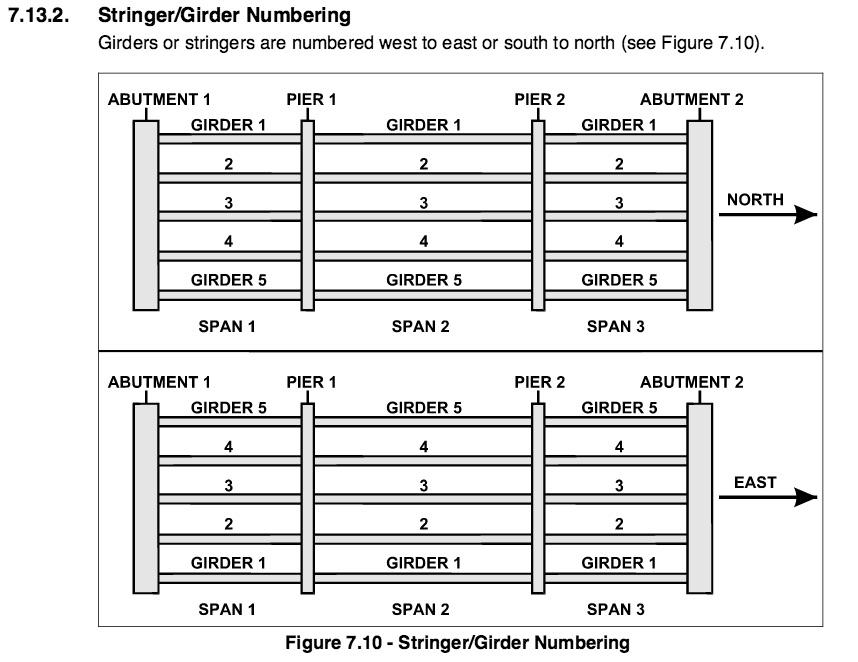 7.13.2. Stringer/Girder Numbering
Girders or stringers are numbered west to east or south to north (see Figure 7.10).
ABUTMENT 1 PIER 1 PIER 2 ABUTMENT 2
GIRDER 1 GIRDER 1 GIRDER 1
2 2 2
3 3 3
NORTH
4 4 4
GIRDER 5 GIRDER 5 GIRDER 5
SPAN 1 SPAN 2 SPAN 3
ABUTMENT 1 PIER 1 PIER 2 ABUTMENT 2
GIRDER 5 GIRDER 5 GIRDER 5
4 4 4
3 3 3
EAST
2 2 2
GIRDER 1 GIRDER 1 GIRDER 1
SPAN 1 SPAN 2 SPAN 3
Figure 7.10 - Stringer/Girder Numbering